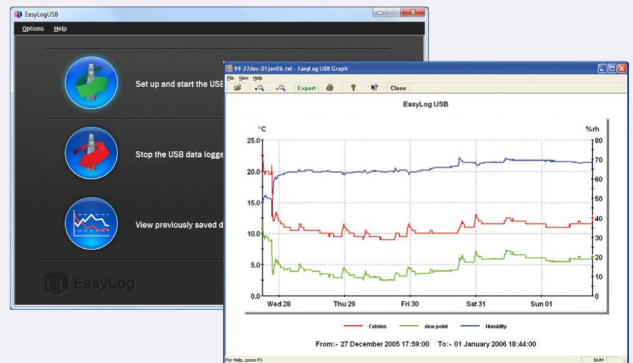 EasyLogUSB
Options Help
Set up and start the USB
Stop the USB data logge
View previously saved d
EasyLog
99-27dec-01jan06.txt - EasyLog USB Graph
File View Help
Export Close
EasyLog USB
°C %rh
25.0 80
20.0 70
15.0 60
10.0 50
5.0 40
0.0 30
20
10
0
Wed 28 Thu 29 Fri 30 Sat 31 Sun 01
Celsius dew point Humidity
From:- 27 December 2005 17:59:00 To:- 01 January 2006 18:44:00
For Help, press F1 NUM